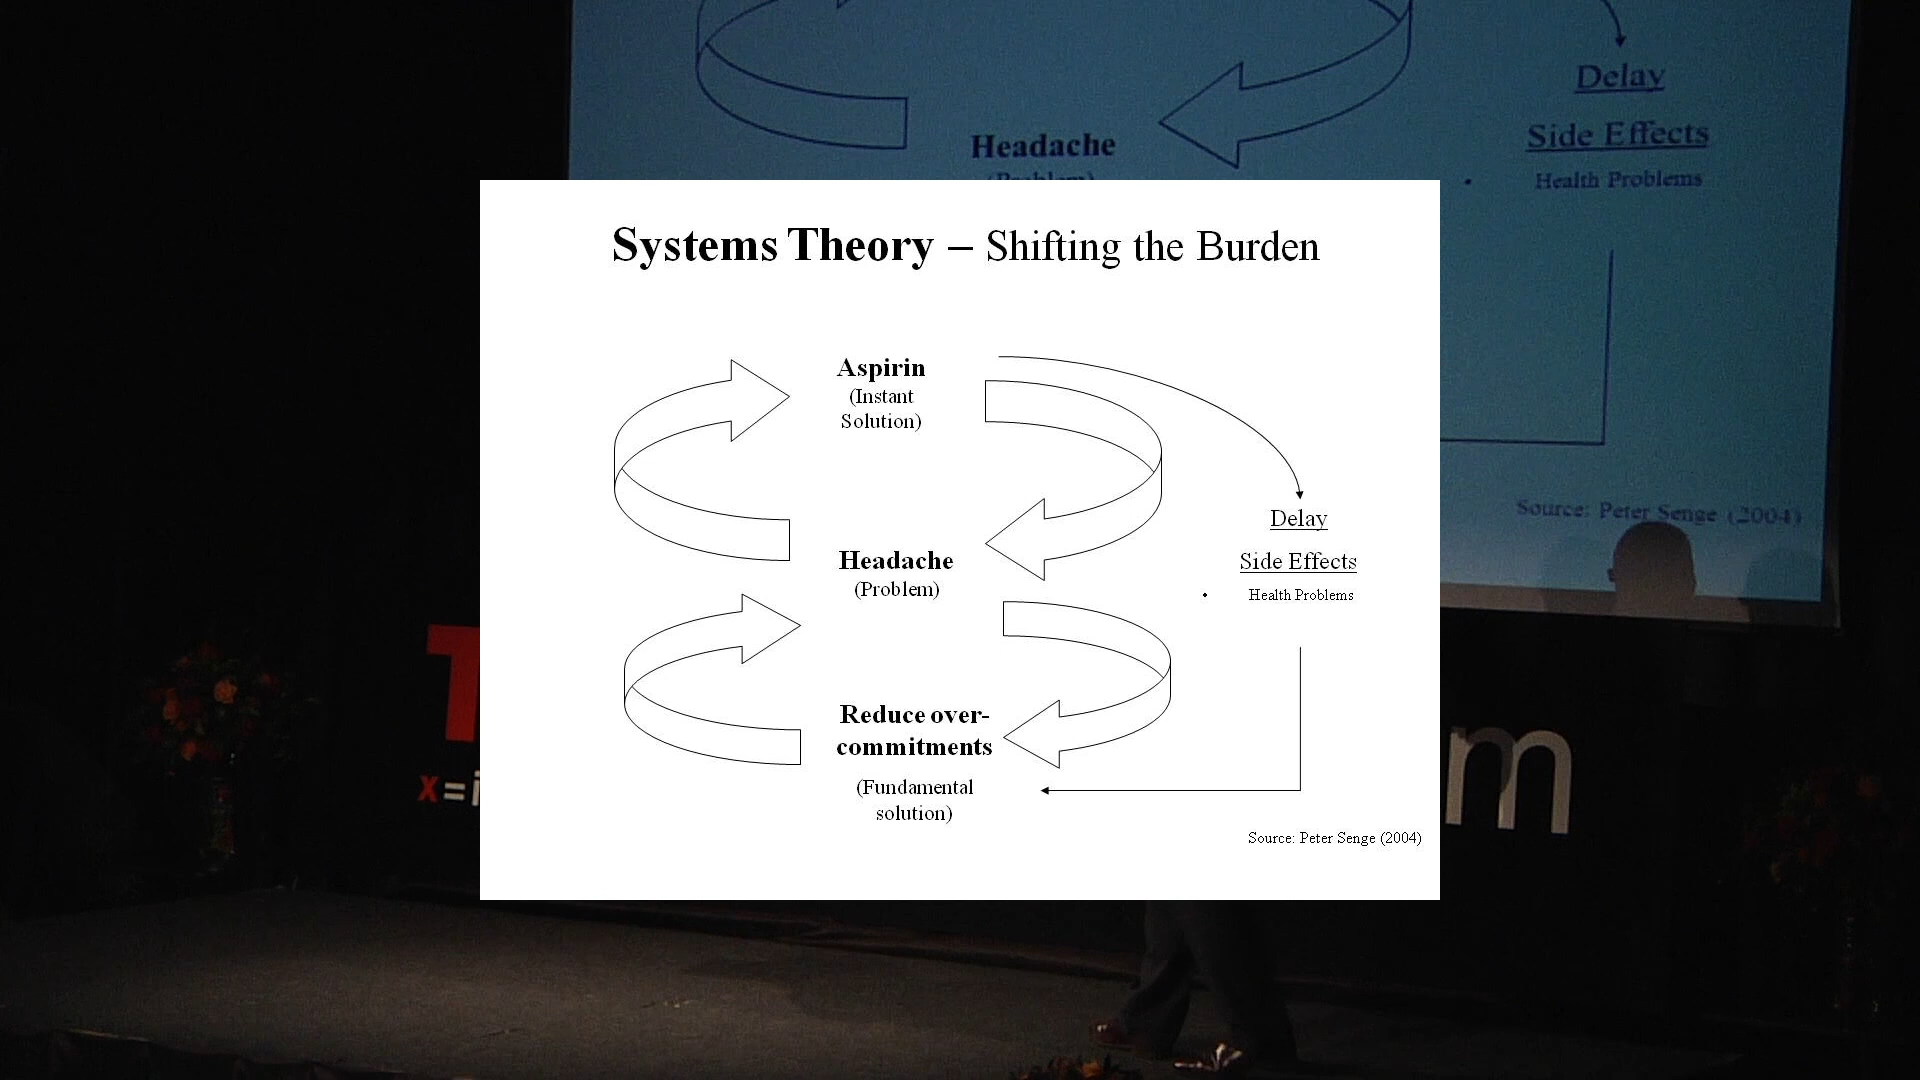 Delay
Side Effects
Headache
• Health Problems
Source: Peter Senge (2004)
T
x=i
m
Systems Theory – Shifting the Burden
Aspirin
(Instant
Solution)
Delay
Side Effects
• Health Problems
Headache
(Problem)
Reduce over-
commitments
(Fundamental
solution)
Source: Peter Senge (2004)